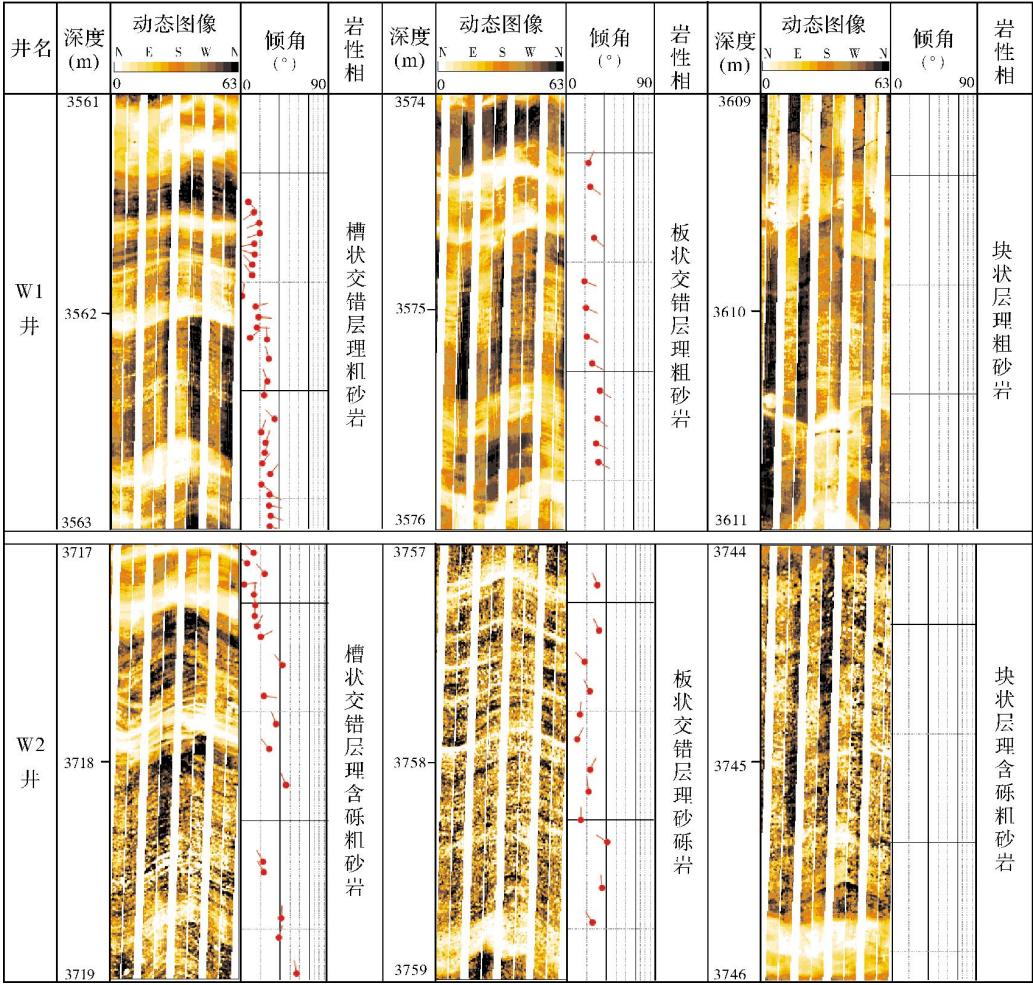 井名
深度
(m)
动态图像
N E S W N
0 63
倾角
(°)
0 90
岩性相
深度
(m)
动态图像
N E S W N
0 63
倾角
(°)
0 90
岩性相
深度
(m)
动态图像
N E S W N
0 63
倾角
(°)
0 90
岩性相
W1
井
3561
3562
3563
槽状交错层理粗砂岩
3574
3575
3576
板状交错层理粗砂岩
3609
3610
3611
块状层理粗砂岩
W2
井
3717
3718
3719
槽状交错层理含砾粗砂岩
3757
3758
3759
板状交错层理砂砾岩
3744
3745
3746
块状层理含砾粗砂岩